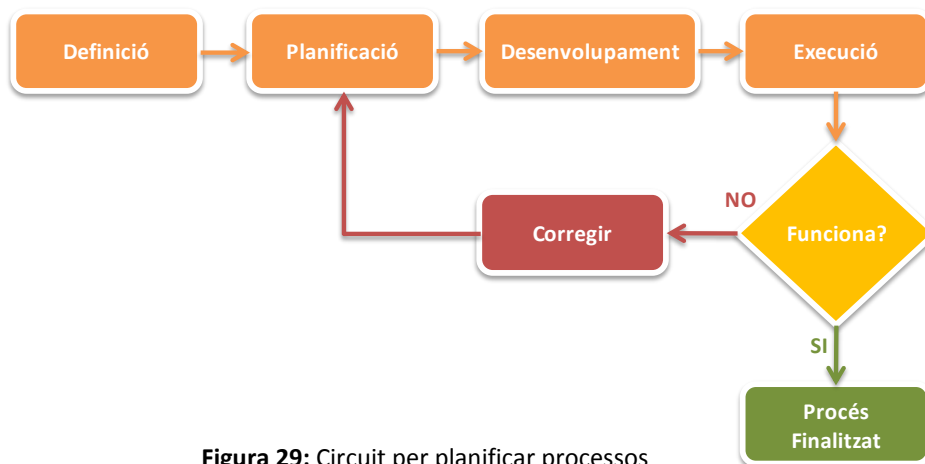 Definició
Planificació
Desenvolupament
Execució
NO
Corregir
Funciona?
SI
Procés
Finalitzat
Figura 29: Circuit per planificar processos